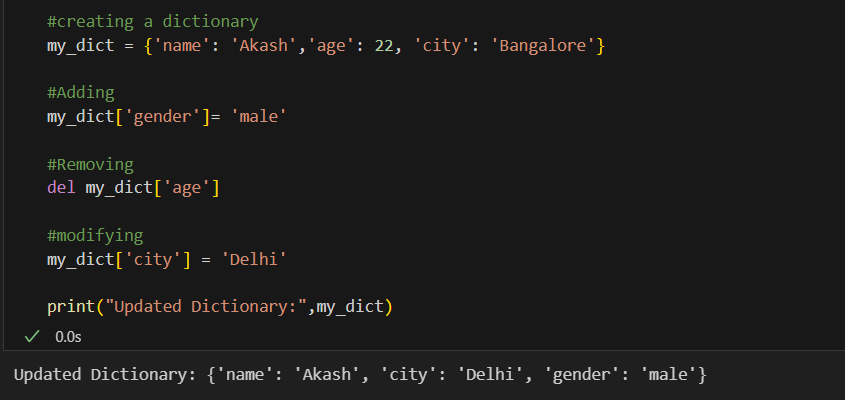 #creating a dictionary
my_dict = {'name': 'Akash','age': 22, 'city': 'Bangalore'}
#Adding
my_dict['gender']= 'male'
#Removing
del my_dict['age']
#modifying
my_dict['city'] = 'Delhi'
print("Updated Dictionary:",my_dict)
0.0s
Updated Dictionary: {'name': 'Akash', 'city': 'Delhi', 'gender': 'male'}